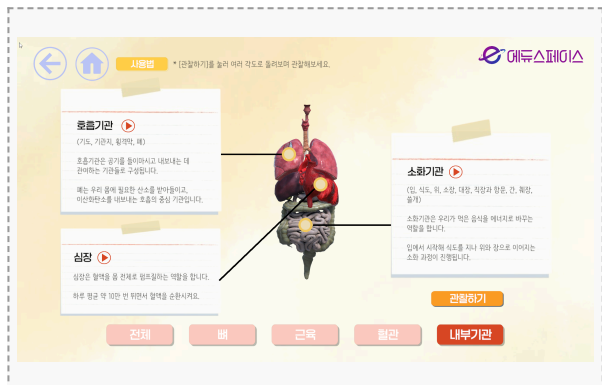 에듀스페이스
사용법
* [관찰하기]를 눌러 여러 각도로 돌려보며 관찰해보세요.
호흡기관
(기도, 기관지, 횡격막, 폐)
호흡기관은 공기를 들이마시고 내보내는 데
관여하는 기관들로 구성됩니다.
폐는 우리 몸에 필요한 산소를 받아들이고,
이산화탄소를 내보내는 호흡의 중심 기관입니다.
심장
심장은 혈액을 몸 전체로 펌프질하는 역할을 합니다.
하루 평균 약 10만 번 뛰면서 혈액을 순환시켜요.
소화기관
(입, 식도, 위, 소장, 대장, 직장과 항문, 간, 췌장,
쓸개)
소화기관은 우리가 먹은 음식을 에너지로 바꾸는
역할을 합니다.
입에서 시작해 식도를 지나 위와 장으로 이어지는
소화 과정이 진행됩니다.
관찰하기
전체
뼈
근육
혈관
내부기관